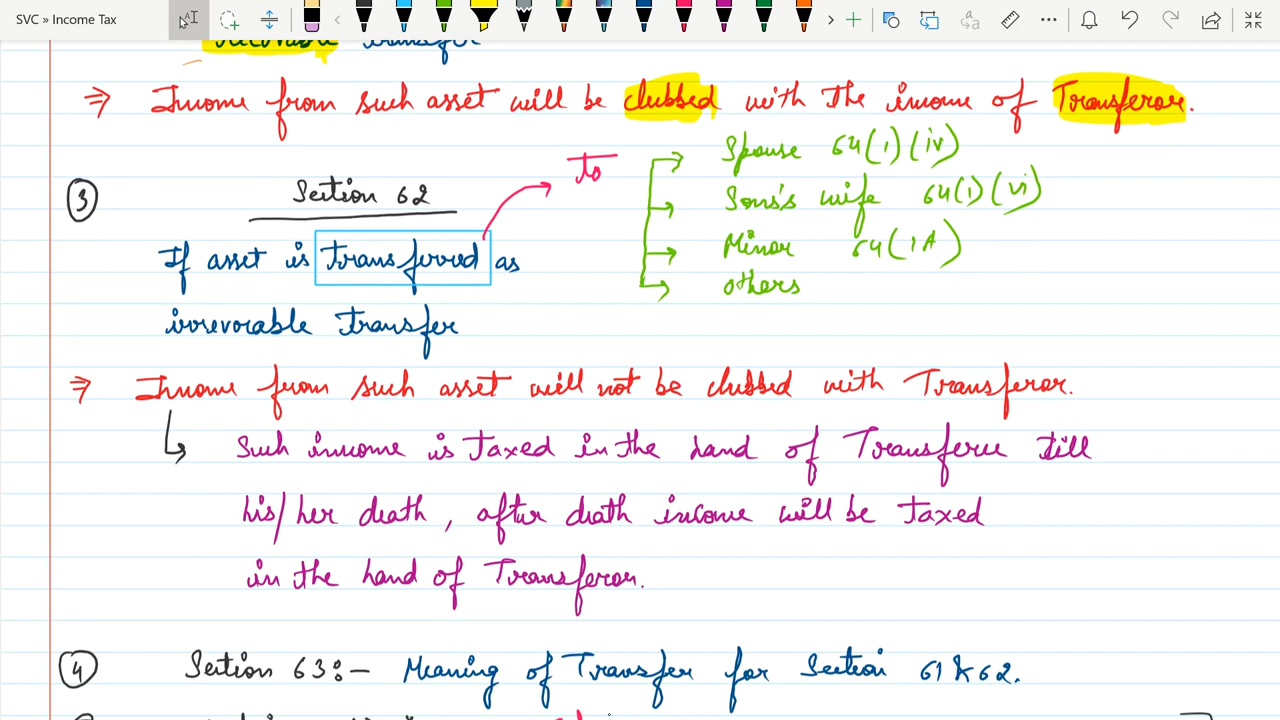 SVC » Income Tax
revocable transfer
⇒ Income from such asset will be clubbed with the income of Transferor.
③ Section 62
If asset is Transferred as
irrevocable Transfer
To
Spouse 64(1)(iv)
Sons's wife 64(1)(vi)
Minor 64(1A)
others
⇒ Income from such asset will not be clubbed with Transferor.
↳ Such income is Taxed in the hand of Transferee till
his/her death, after death income will be Taxed
in the hand of Transferor.
④ Section 63:- Meaning of Transfer for Section 61 & 62.